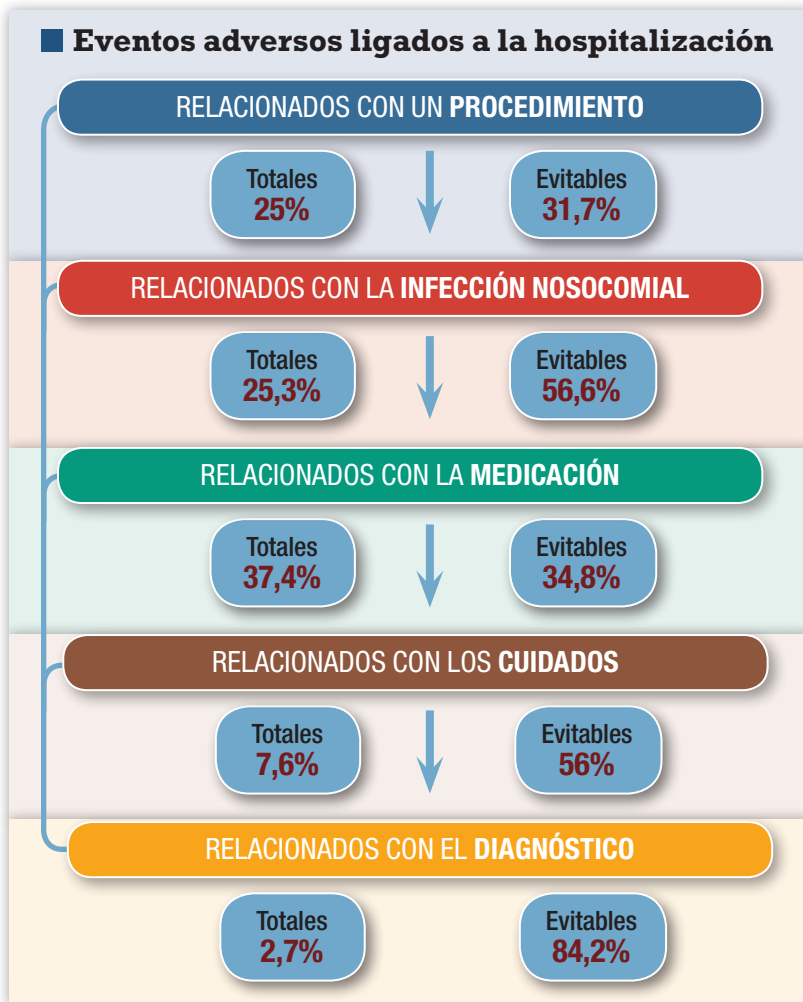 Eventos adversos ligados a la hospitalización
RELACIONADOS CON UN PROCEDIMIENTO
Totales
25%
Evitables
31,7%
RELACIONADOS CON LA INFECCIÓN NOSOCOMIAL
Totales
25,3%
Evitables
56,6%
RELACIONADOS CON LA MEDICACIÓN
Totales
37,4%
Evitables
34,8%
RELACIONADOS CON LOS CUIDADOS
Totales
7,6%
Evitables
56%
RELACIONADOS CON EL DIAGNÓSTICO
Totales
2,7%
Evitables
84,2%